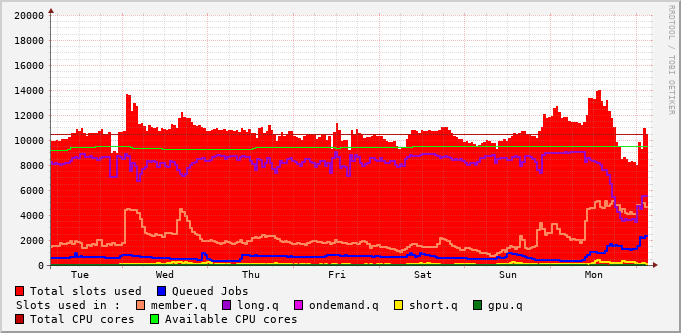 20000
18000
16000
14000
12000
10000
8000
6000
4000
2000
0
Tue Wed Thu Fri Sat Sun Mon
RRDTOOL / TOBI OETIKER
Total slots used Queued Jobs
Slots used in : member.q long.q ondemand.q short.q gpu.q
Total CPU cores Available CPU cores